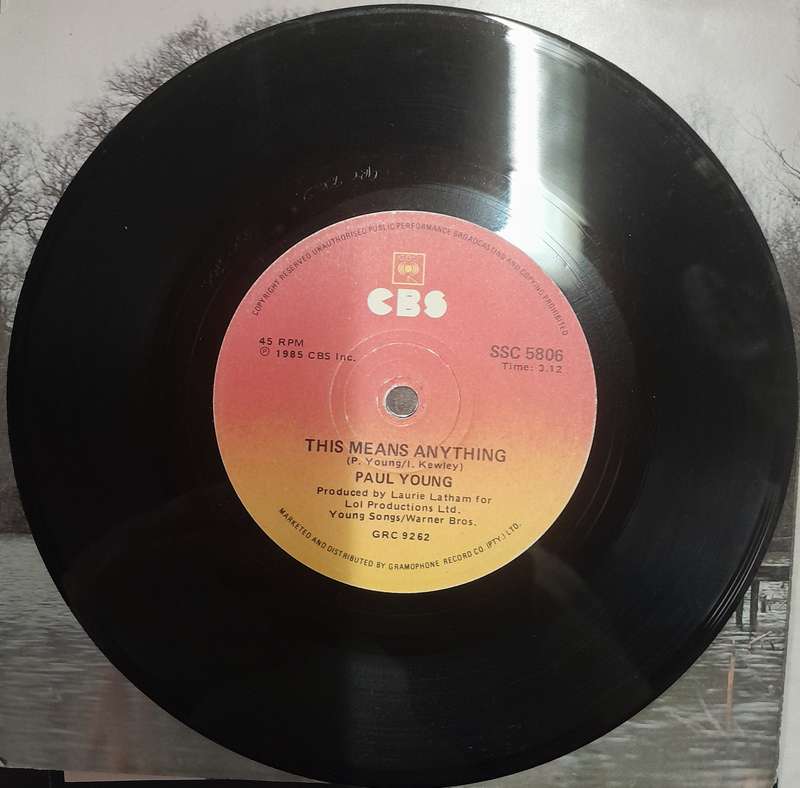 COPYRIGHT RESERVED UNAUTHORISED PUBLIC PERFORMANCE BROADCASTING AND COPYING PROHIBITED
CBS
45 RPM
℗ 1985 CBS Inc.
SSC 5806
Time: 3.12
THIS MEANS ANYTHING
(P. Young/I. Kewley)
PAUL YOUNG
Produced by Laurie Latham for
Lol Productions Ltd.
Young Songs/Warner Bros.
GRC 9262
MARKETED AND DISTRIBUTED BY GRAMOPHONE RECORD CO. (PTY.) LTD.